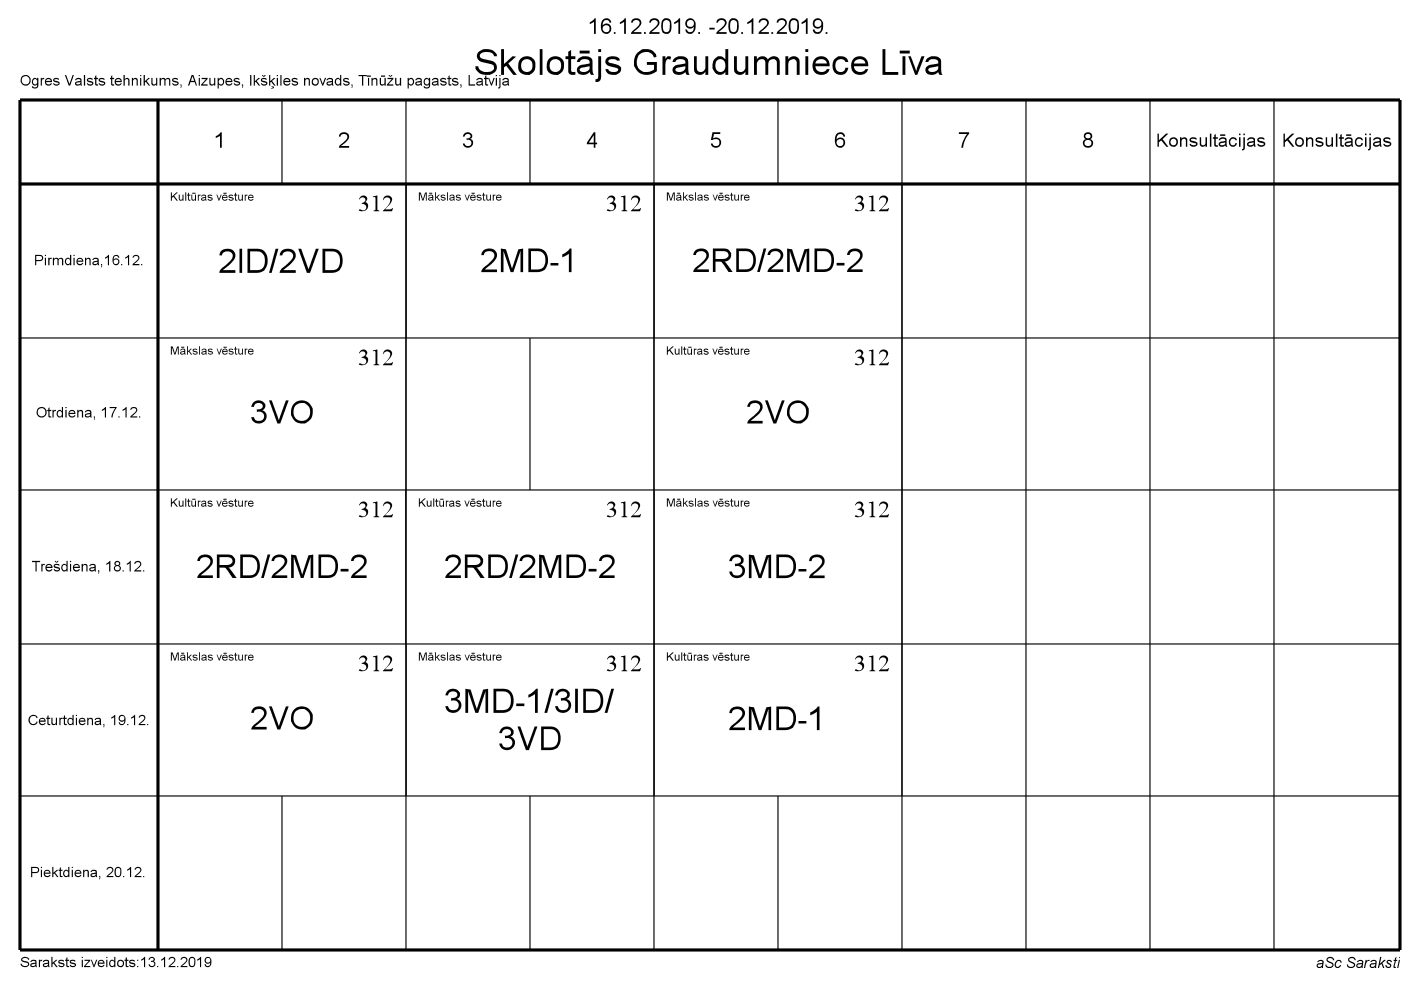 16.12.2019. -20.12.2019.
Skolotājs Graudumniece Līva
Ogres Valsts tehnikums, Aizupes, Ikšķiles novads, Tīnūžu pagasts, Latvija
1 2 3 4 5 6 7 8 Konsultācijas Konsultācijas
Kultūras vēsture 312 Mākslas vēsture 312 Mākslas vēsture 312
Pirmdiena,16.12. 2ID/2VD 2MD-1 2RD/2MD-2
Mākslas vēsture 312 Kultūras vēsture 312
Otrdiena, 17.12. 3VO 2VO
Kultūras vēsture 312 Kultūras vēsture 312 Mākslas vēsture 312
Trešdiena, 18.12. 2RD/2MD-2 2RD/2MD-2 3MD-2
Mākslas vēsture 312 Mākslas vēsture 312 Kultūras vēsture 312
Ceturtdiena, 19.12. 2VO 3MD-1/3ID/ 2MD-1
3VD
Piektdiena, 20.12.
Saraksts izveidots:13.12.2019 aSc Saraksti